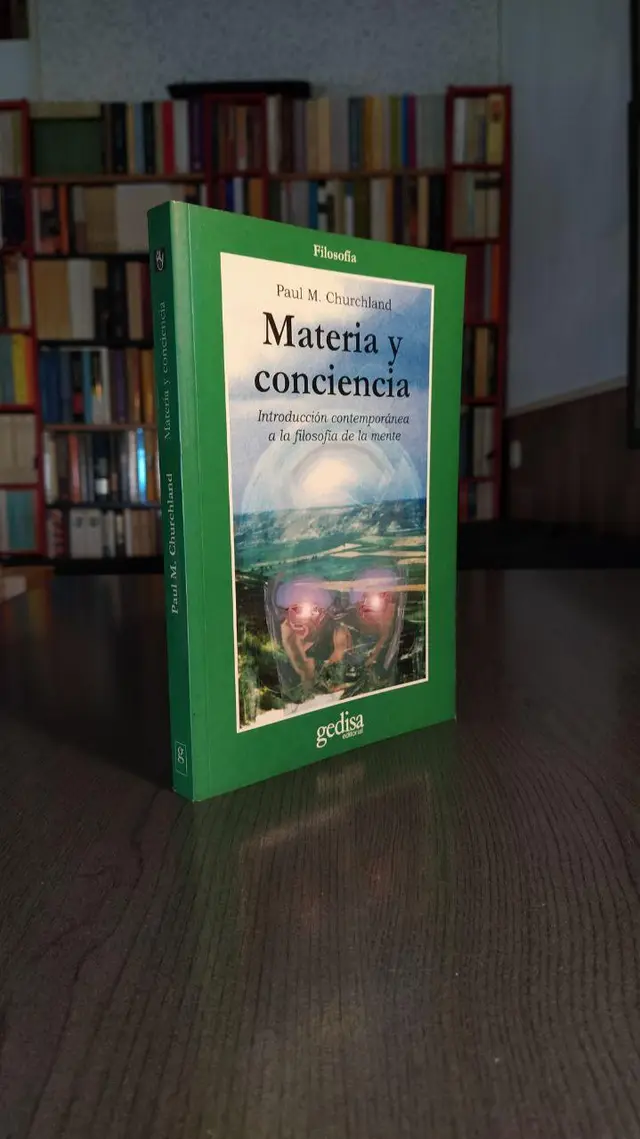 Filosofía
Paul M. Churchland
Materia y
conciencia
Introducción contemporánea
a la filosofía de la mente
gedisa
editorial
Paul M. Churchland
Materia y conciencia
g